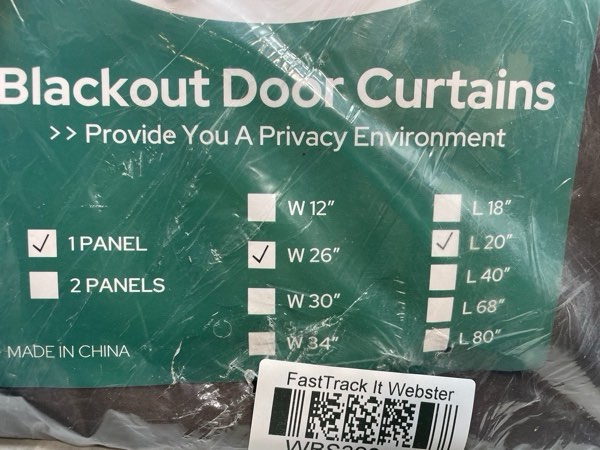 Blackout Door Curtains
>> Provide You A Privacy Environment
W 12” L 18”
✓ 1 PANEL ✓ W 26” ✓ L 20”
2 PANELS W 30” L 40”
W 34” L 68”
L 80”
MADE IN CHINA
FastTrack It Webster